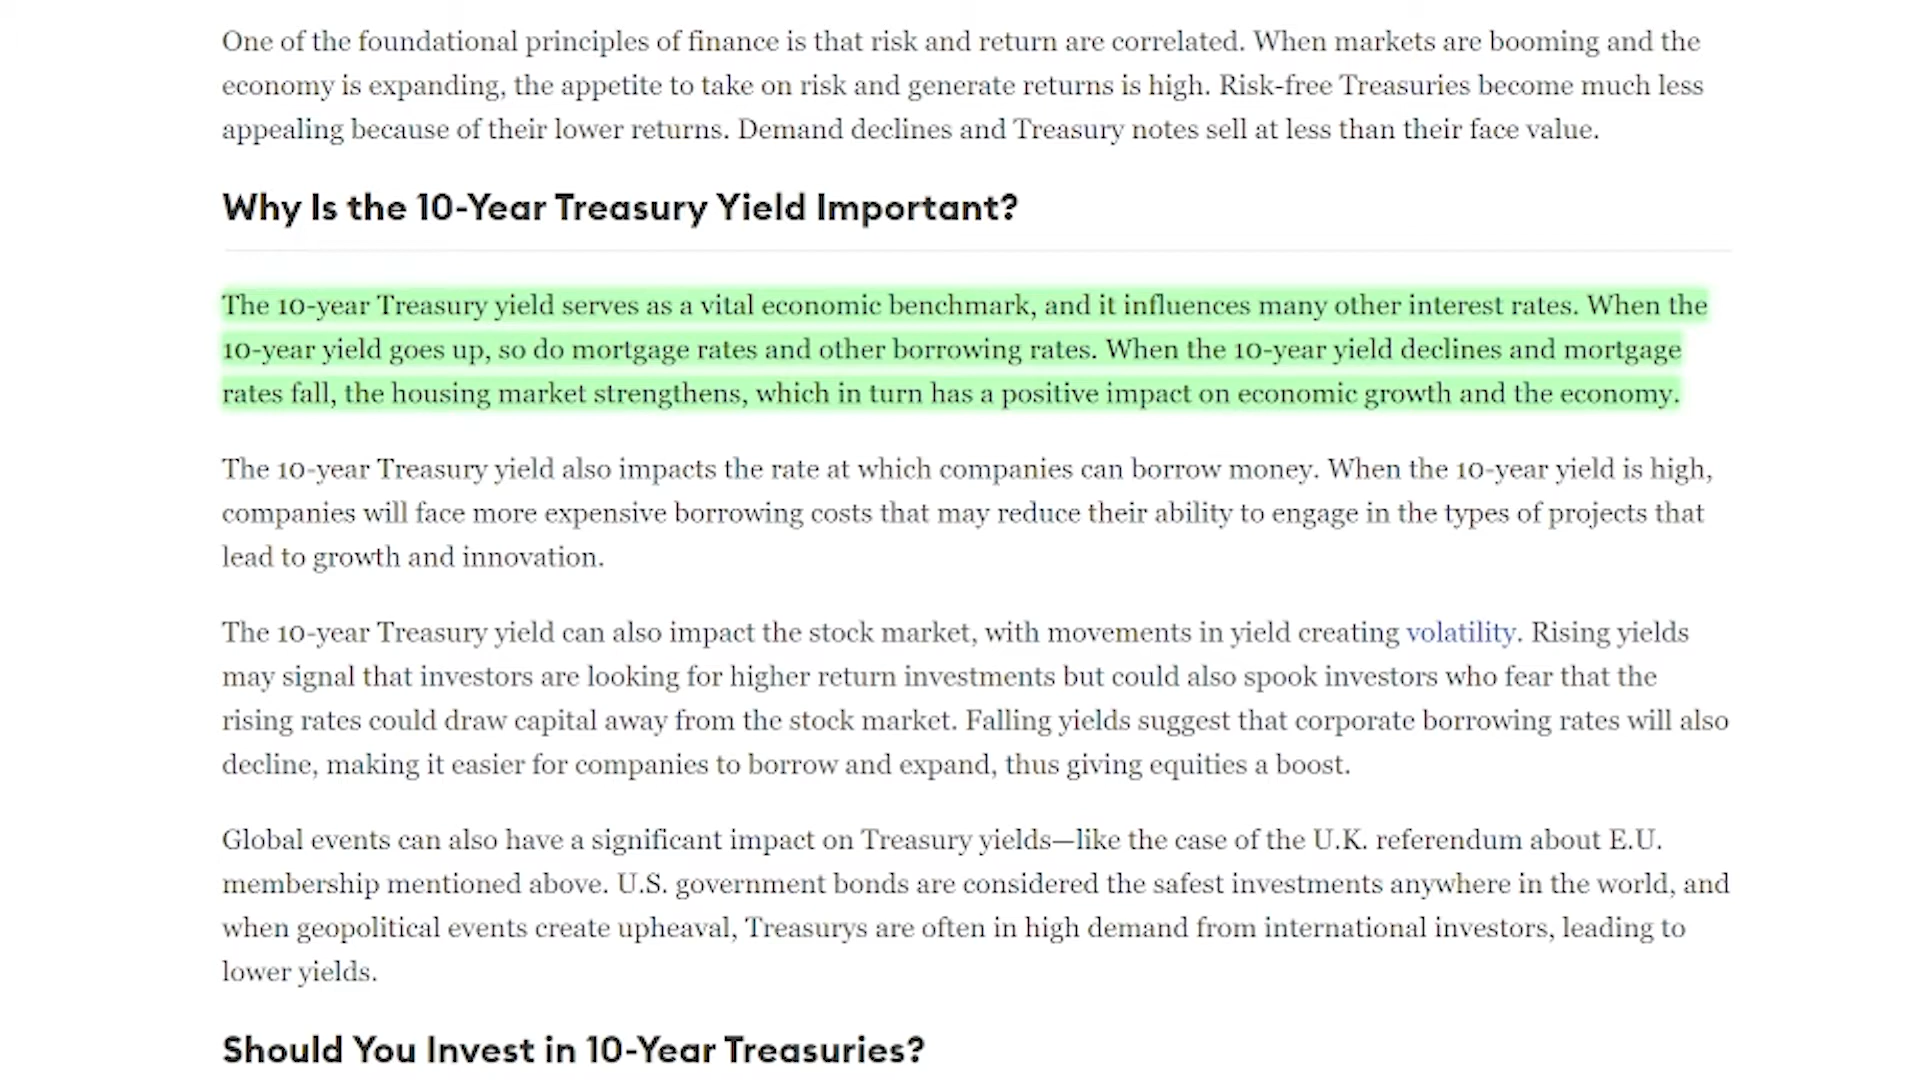 One of the foundational principles of finance is that risk and return are correlated. When markets are booming and the
economy is expanding, the appetite to take on risk and generate returns is high. Risk-free Treasuries become much less
appealing because of their lower returns. Demand declines and Treasury notes sell at less than their face value.
Why Is the 10-Year Treasury Yield Important?
The 10-year Treasury yield serves as a vital economic benchmark, and it influences many other interest rates. When the
10-year yield goes up, so do mortgage rates and other borrowing rates. When the 10-year yield declines and mortgage
rates fall, the housing market strengthens, which in turn has a positive impact on economic growth and the economy.
The 10-year Treasury yield also impacts the rate at which companies can borrow money. When the 10-year yield is high,
companies will face more expensive borrowing costs that may reduce their ability to engage in the types of projects that
lead to growth and innovation.
The 10-year Treasury yield can also impact the stock market, with movements in yield creating volatility. Rising yields
may signal that investors are looking for higher return investments but could also spook investors who fear that the
rising rates could draw capital away from the stock market. Falling yields suggest that corporate borrowing rates will also
decline, making it easier for companies to borrow and expand, thus giving equities a boost.
Global events can also have a significant impact on Treasury yields—like the case of the U.K. referendum about E.U.
membership mentioned above. U.S. government bonds are considered the safest investments anywhere in the world, and
when geopolitical events create upheaval, Treasurys are often in high demand from international investors, leading to
lower yields.
Should You Invest in 10-Year Treasuries?